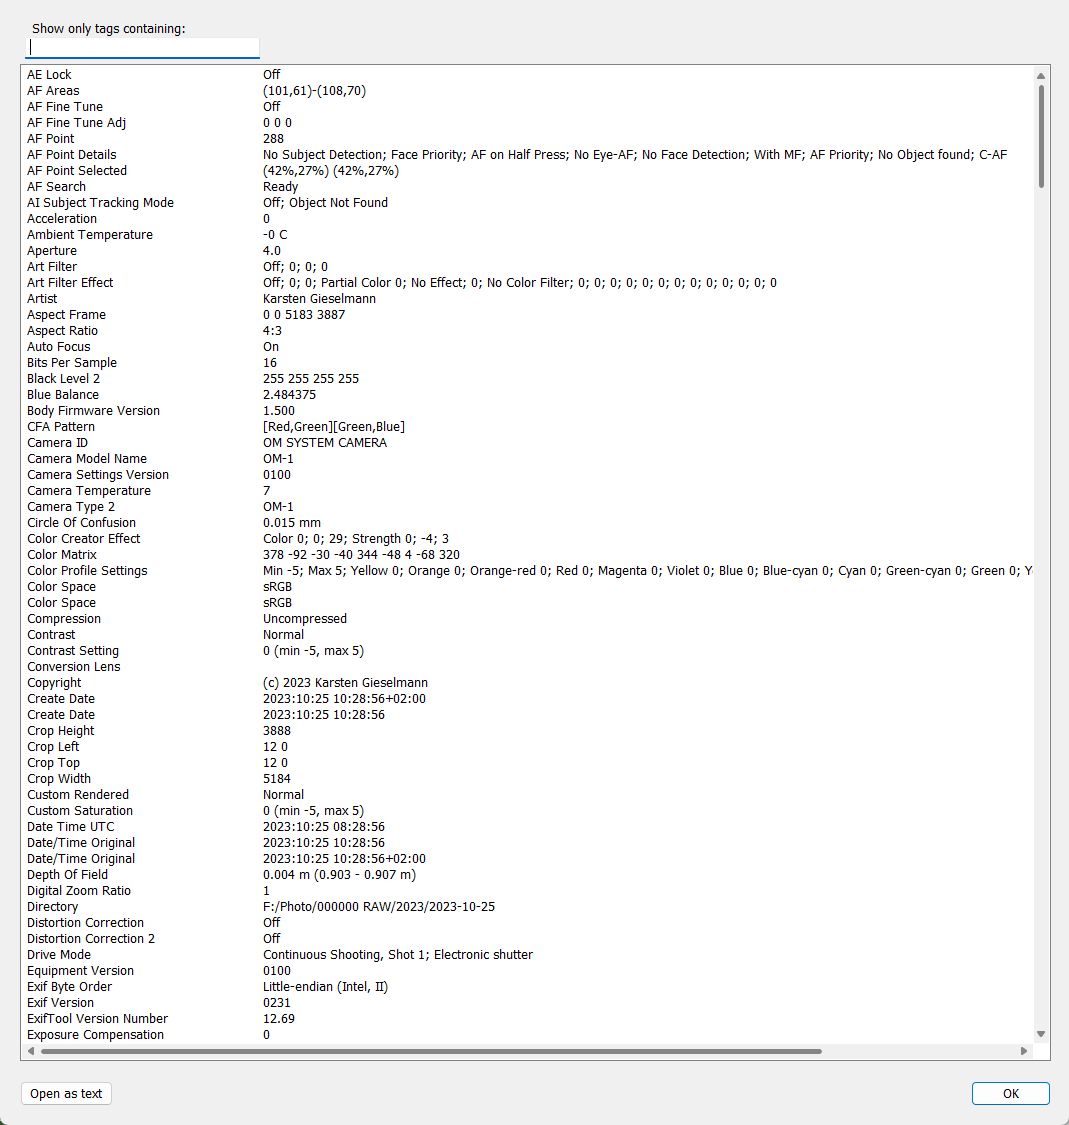 Show only tags containing:
AE Lock Off
AF Areas (101,61)-(108,70)
AF Fine Tune Off
AF Fine Tune Adj 0 0 0
AF Point 288
AF Point Details No Subject Detection; Face Priority; AF on Half Press; No Eye-AF; No Face Detection; With MF; AF Priority; No Object found; C-AF
AF Point Selected (42%,27%) (42%,27%)
AF Search Ready
AI Subject Tracking Mode Off; Object Not Found
Acceleration 0
Ambient Temperature -0 C
Aperture 4.0
Art Filter Off; 0; 0; 0
Art Filter Effect Off; 0; 0; Partial Color 0; No Effect; 0; No Color Filter; 0; 0; 0; 0; 0; 0; 0; 0; 0; 0; 0; 0; 0
Artist Karsten Gieselmann
Aspect Frame 0 0 5183 3887
Aspect Ratio 4:3
Auto Focus On
Bits Per Sample 16
Black Level 2 255 255 255 255
Blue Balance 2.484375
Body Firmware Version 1.500
CFA Pattern [Red,Green][Green,Blue]
Camera ID OM SYSTEM CAMERA
Camera Model Name OM-1
Camera Settings Version 0100
Camera Temperature 7
Camera Type 2 OM-1
Circle Of Confusion 0.015 mm
Color Creator Effect Color 0; 0; 29; Strength 0; -4; 3
Color Matrix 378 -92 -30 -40 344 -48 4 -68 320
Color Profile Settings Min -5; Max 5; Yellow 0; Orange 0; Orange-red 0; Red 0; Magenta 0; Violet 0; Blue 0; Blue-cyan 0; Cyan 0; Green-cyan 0; Green 0; Y
Color Space sRGB
Color Space sRGB
Compression Uncompressed
Contrast Normal
Contrast Setting 0 (min -5, max 5)
Conversion Lens
Copyright (c) 2023 Karsten Gieselmann
Create Date 2023:10:25 10:28:56+02:00
Create Date 2023:10:25 10:28:56
Crop Height 3888
Crop Left 12 0
Crop Top 12 0
Crop Width 5184
Custom Rendered Normal
Custom Saturation 0 (min -5, max 5)
Date Time UTC 2023:10:25 08:28:56
Date/Time Original 2023:10:25 10:28:56
Date/Time Original 2023:10:25 10:28:56+02:00
Depth Of Field 0.004 m (0.903 - 0.907 m)
Digital Zoom Ratio 1
Directory F:/Photo/000000 RAW/2023/2023-10-25
Distortion Correction Off
Distortion Correction 2 Off
Drive Mode Continuous Shooting, Shot 1; Electronic shutter
Equipment Version 0100
Exif Byte Order Little-endian (Intel, II)
Exif Version 0231
ExifTool Version Number 12.69
Exposure Compensation 0
Open as text OK